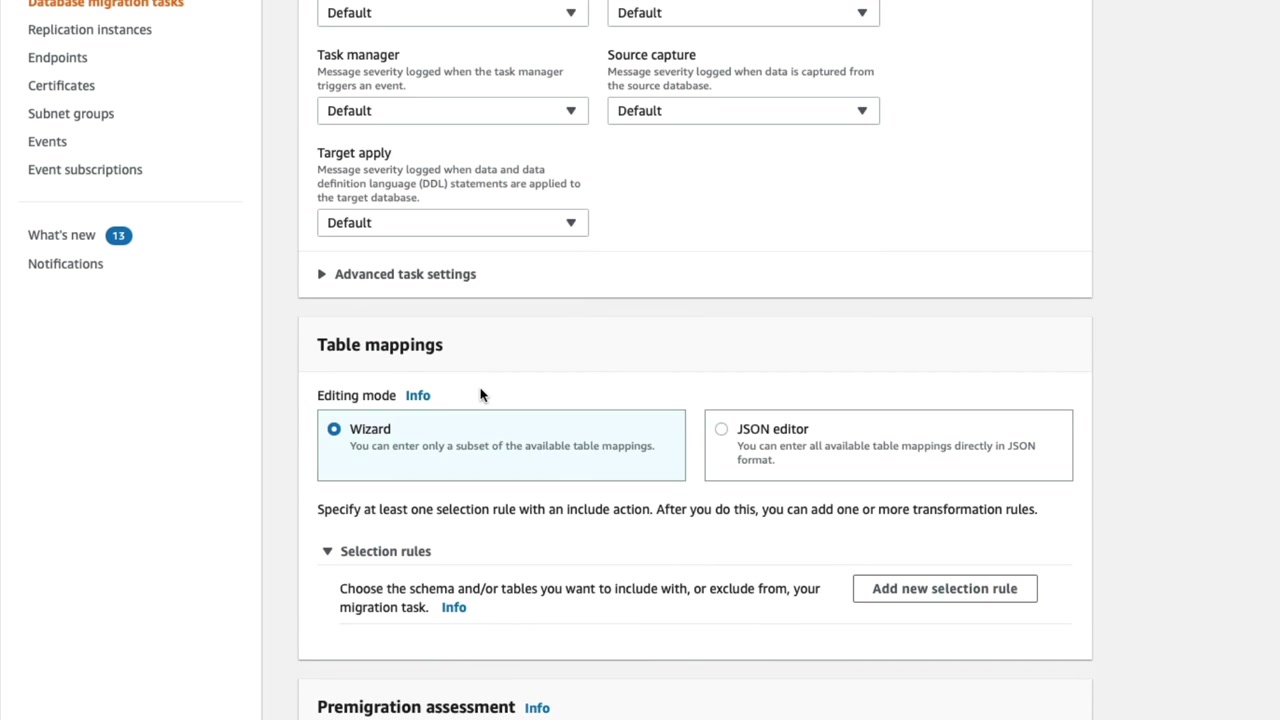 Database migration tasks
Replication instances
Endpoints
Certificates
Subnet groups
Events
Event subscriptions
What's new 13
Notifications
Default
Default
Task manager
Message severity logged when the task manager
triggers an event.
Default
Source capture
Message severity logged when data is captured from
the source database.
Default
Target apply
Message severity logged when data and data
definition language (DDL) statements are applied to
the target database.
Default
Advanced task settings
Table mappings
Editing mode Info
Wizard
You can enter only a subset of the available table mappings.
JSON editor
You can enter all available table mappings directly in JSON
format.
Specify at least one selection rule with an include action. After you do this, you can add one or more transformation rules.
Selection rules
Choose the schema and/or tables you want to include with, or exclude from, your
migration task. Info
Add new selection rule
Premigration assessment Info